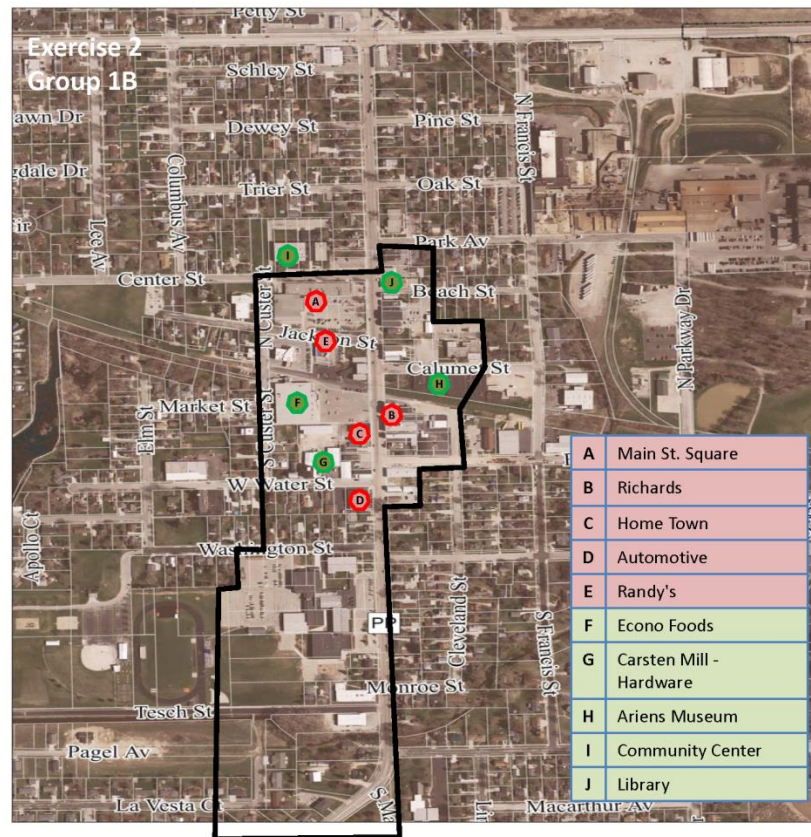 Petty St
Exercise 2
Group 1B
Schley St
Dewey St
Pine St
N Francis St
Lee Av
Columbus Av
Trier St
Oak St
Park Av
Center St
I
J
Beach St
N Custer St
A
N Parkway Dr
Jackson St
E
Calumet St
H
Market St
F
B
Elm St
C
S Custer St
G
W Water St
D
Apollo Ct
Washington St
PP
Cleveland St
S Francis St
Monroe St
Tesch St
Pagel Av
La Vesta Ct
Macarthur Av
A Main St. Square
B Richards
C Home Town
D Automotive
E Randy's
F Econo Foods
G Carsten Mill -
Hardware
H Ariens Museum
I Community Center
J Library